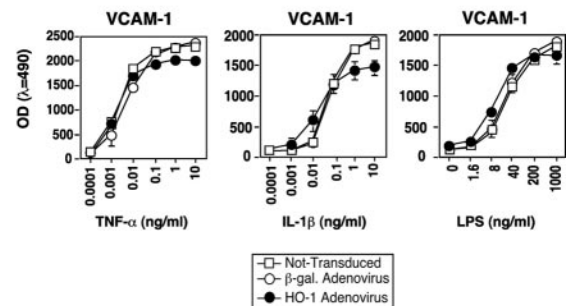 VCAM-1 VCAM-1 VCAM-1
OD (λ=490)
2500
2000
1500
1000
500
0
0.0001 0.001 0.01 0.1 1 10
TNF-α (ng/ml)
2000
1500
1000
500
0
0.0001 0.001 0.01 0.1 1 10
IL-1β (ng/ml)
2000
1500
1000
500
0
0 1.6 8 40 200 1000
LPS (ng/ml)
Not-Transduced
β-gal. Adenovirus
HO-1 Adenovirus